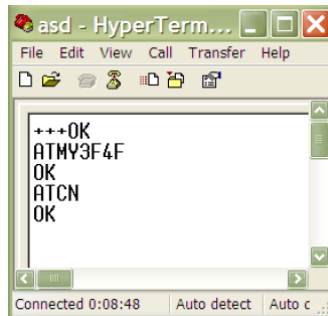 asd - HyperTerm...
File Edit View Call Transfer Help
+++OK
ATMY3F4F
OK
ATCN
OK
Connected 0:08:48 Auto detect Auto c